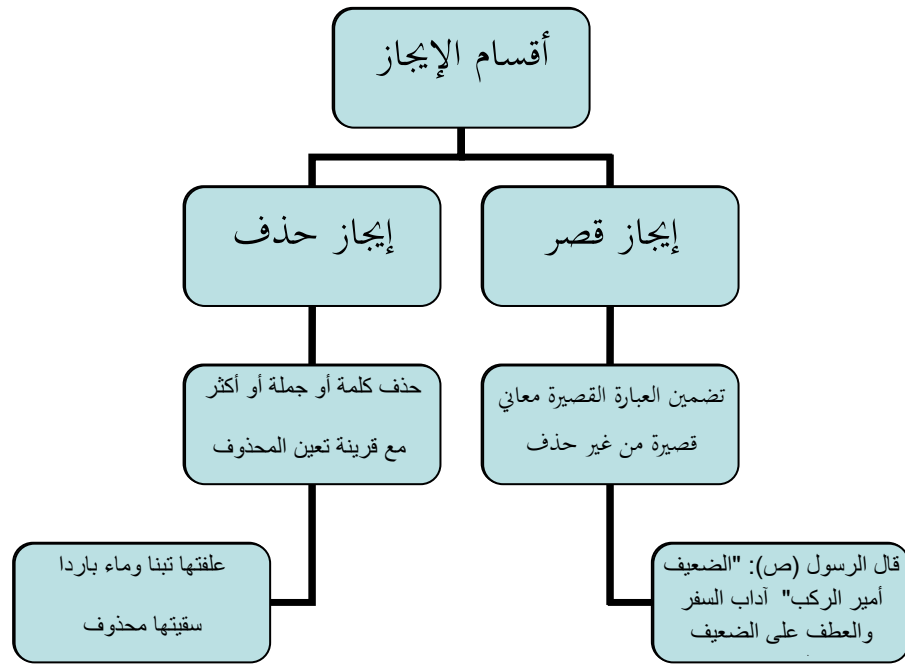 أقسام الإيجاز
إيجاز قصر
إيجاز حذف
تضمين العبارة القصيرة معاني
قصيرة من غير حذف
حذف كلمة أو جملة أو أكثر
مع قرينة تعين المحذوف
قال الرسول (ص): "الضعيف
أمير الركب" آداب السفر
والعطف على الضعيف
علفتها تبنا وماء باردا
سقيتها محذوف